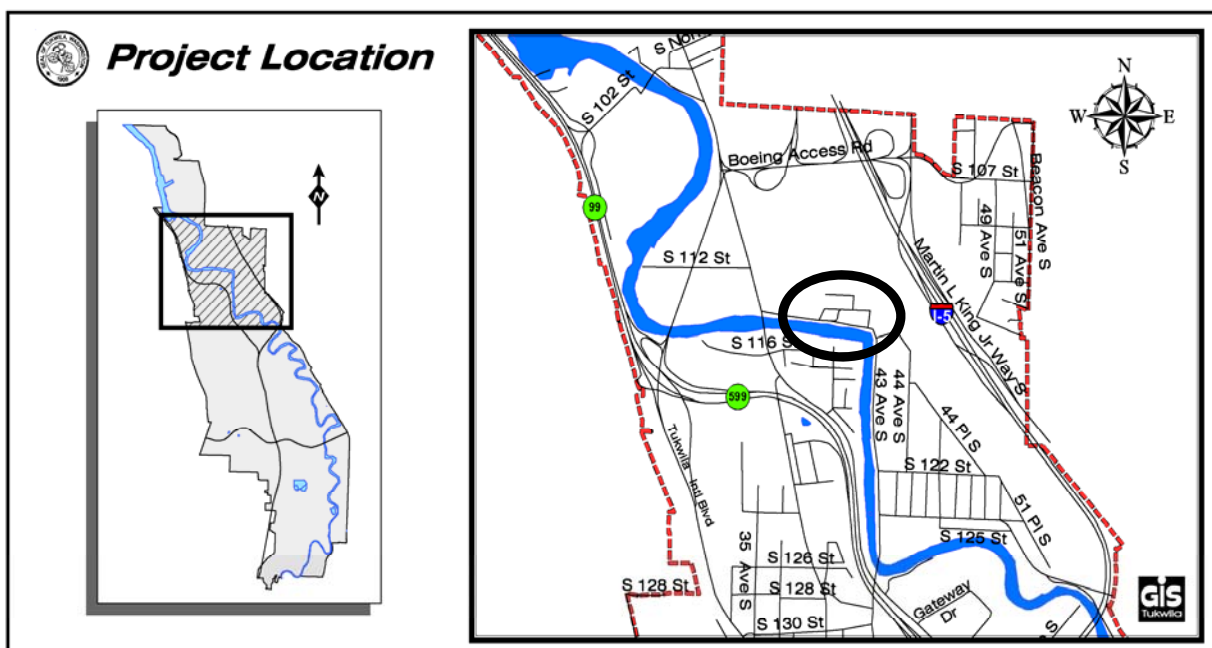 Project Location
1908
N
N
W
E
S
S 102 St
S Nor
Boeing Access Rd
S 107 St
Beacon Ave S
49 Ave S
51 Ave S
99
S 112 St
Martin L King Jr Way S
I-5
S 116 S
599
43 Ave S
44 Ave S
44 Pl S
S 122 St
Tukwila
Intl Blvd
51 Pl S
S 125 St
35 Ave S
S 126 St
S 128 St
S 128 St
S 130 St
Gateway
Dr
S
GIS
Tukwila